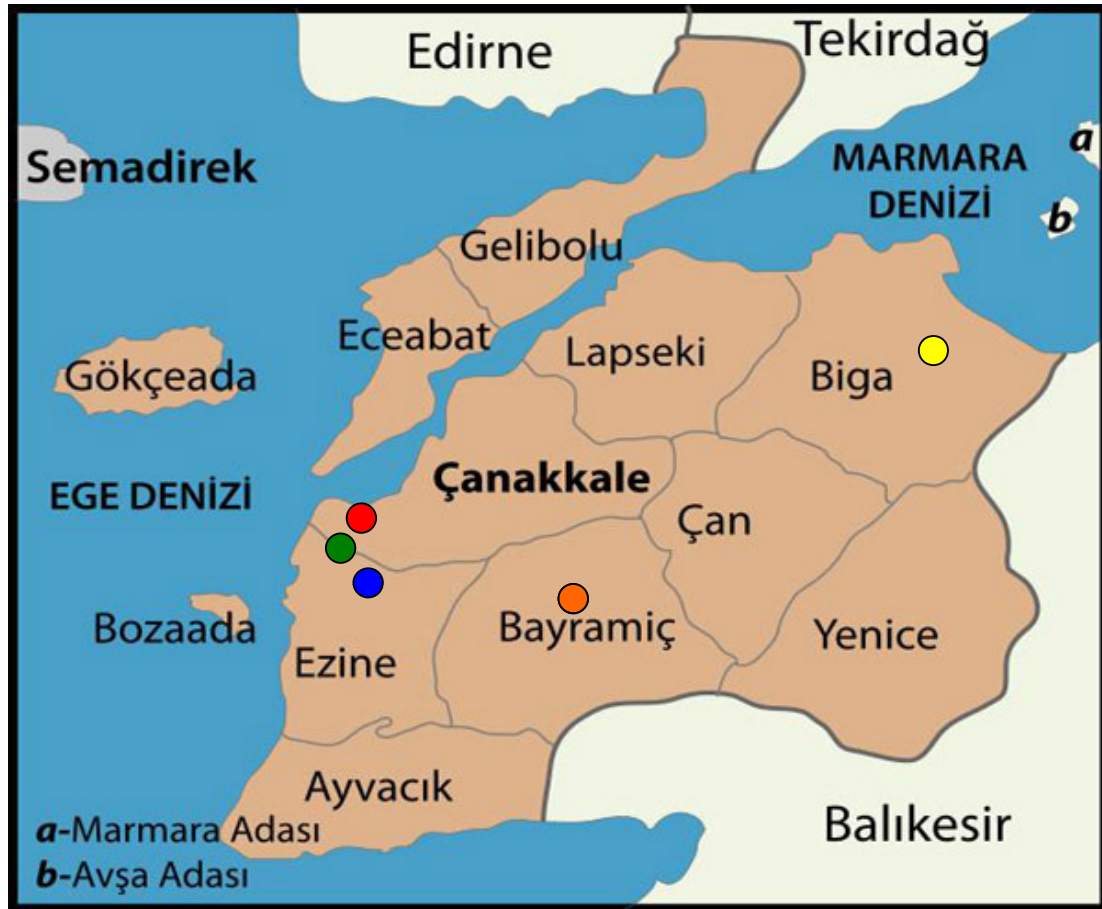 Edirne
Tekirdağ
Semadirek
MARMARA
DENİZİ
a
b
Gelibolu
Eceabat
Lapseki
Gökçeada
Biga
EGE DENİZİ
Çanakkale
Çan
Bozaada
Bayramiç
Yenice
Ezine
Ayvacık
Balıkesir
a-Marmara Adası
b-Avşa Adası